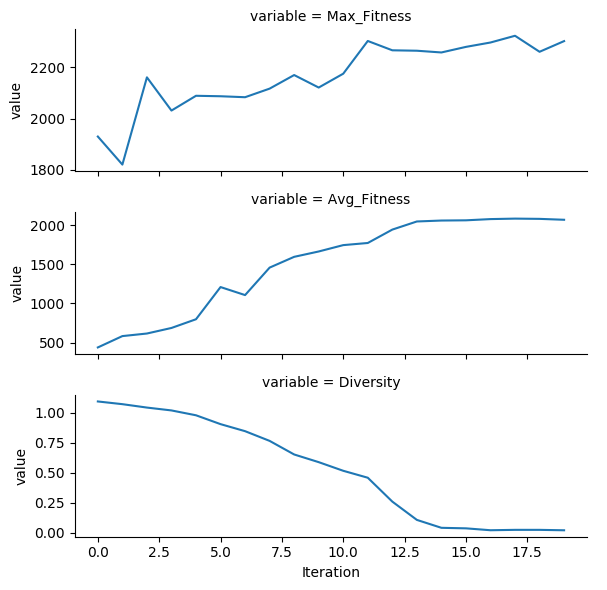 variable = Max_Fitness
2200
2000
1800
value
variable = Avg_Fitness
2000
1500
1000
500
value
variable = Diversity
1.00
0.75
0.50
0.25
0.00
value
0.0 2.5 5.0 7.5 10.0 12.5 15.0 17.5
Iteration